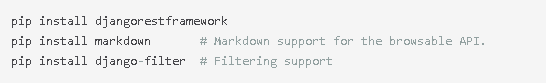 pip install djangorestframework
pip install markdown       # Markdown support for the browsable API.
pip install django-filter  # Filtering support